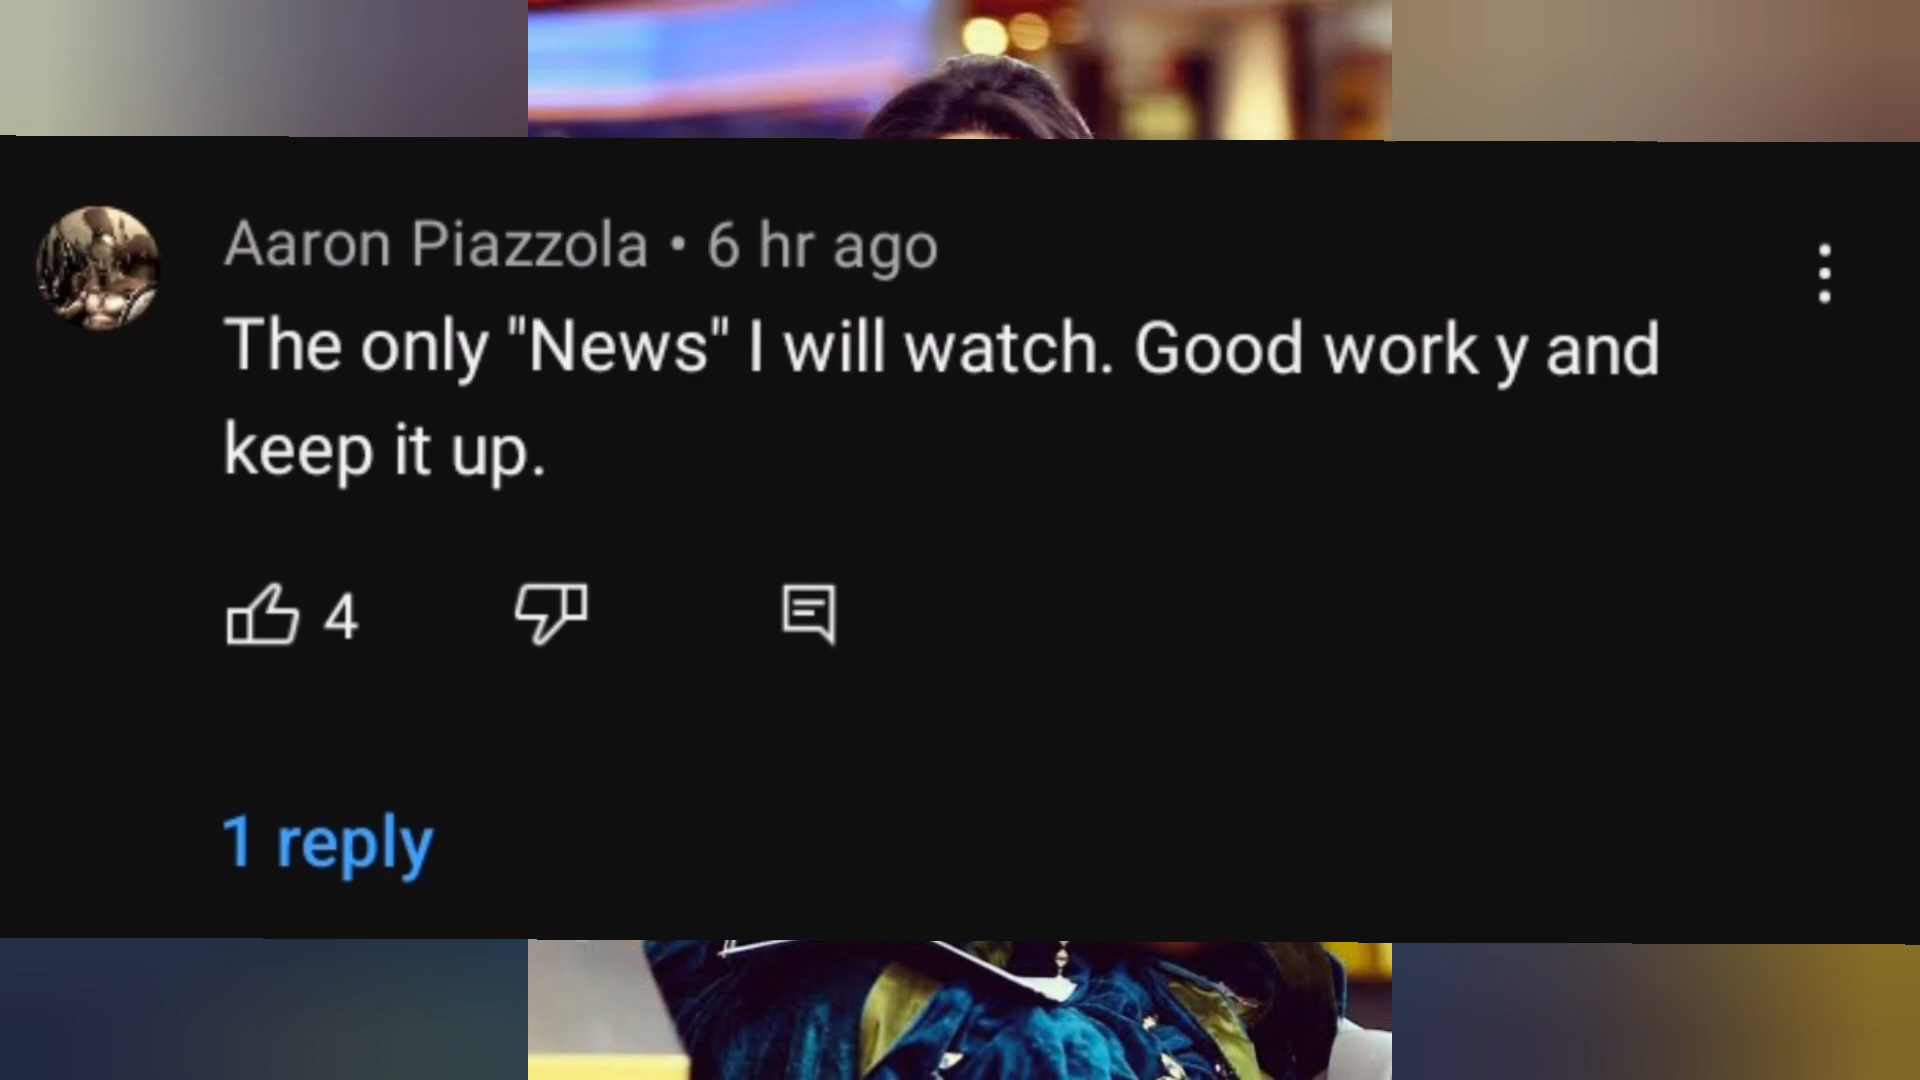 Aaron Piazzola • 6 hr ago
The only "News" I will watch. Good work y and
keep it up.
4
1 reply